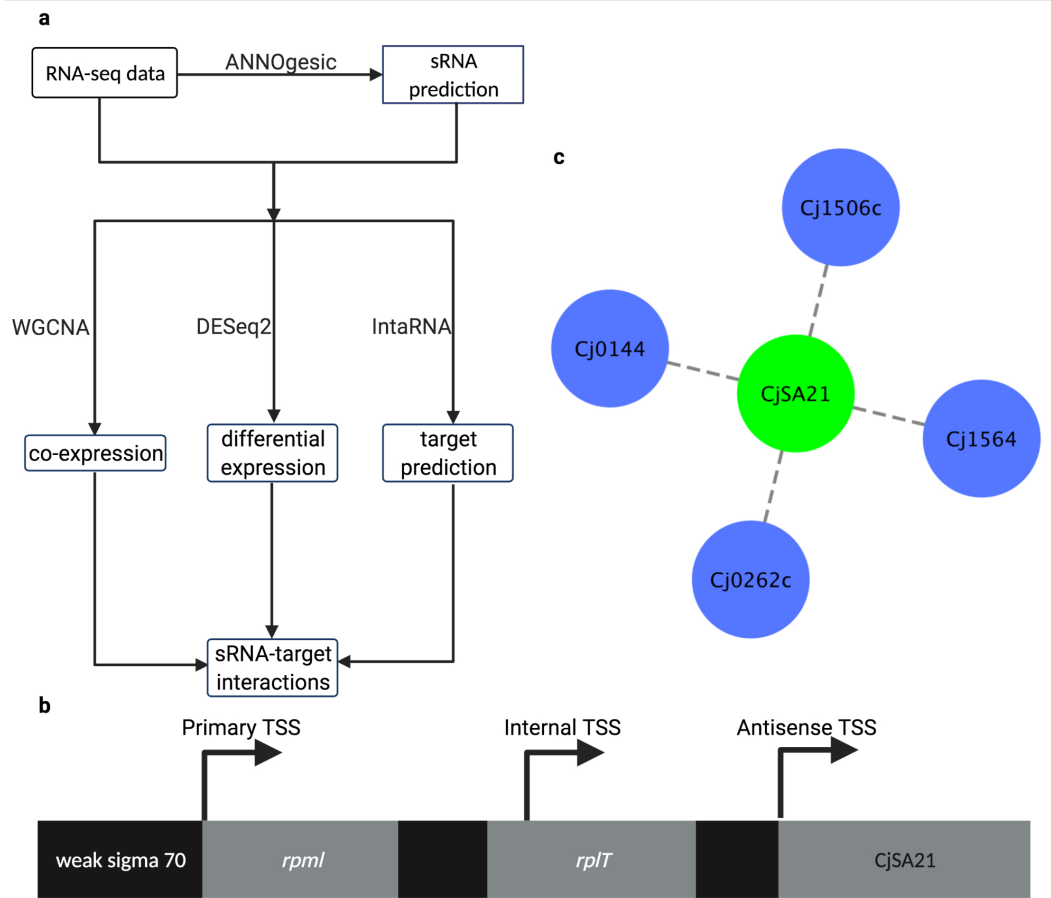 a
RNA-seq data
ANNOgesic
sRNA
prediction
WGCNA
DESeq2
IntaRNA
co-expression
differential
expression
target
prediction
sRNA-target
interactions
c
Cj1506c
Cj0144
CjSA21
Cj1564
Cj0262c
b
Primary TSS
Internal TSS
Antisense TSS
weak sigma 70
rpml
rplT
CjSA21